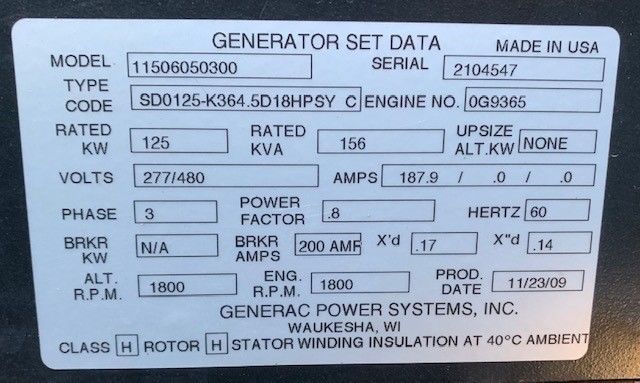 GENERATOR SET DATA MADE IN USA
MODEL 11506050300 SERIAL 2104547
TYPE CODE SD0125-K364.5D18HPSY C ENGINE NO. 0G9365
RATED KW 125 RATED KVA 156 UPSIZE ALT.KW NONE
VOLTS 277/480 AMPS 187.9 / .0 / .0
PHASE 3 POWER FACTOR .8 HERTZ 60
BRKR KW N/A BRKR AMPS 200 AMP X'd .17 X"d .14
ALT. R.P.M. 1800 ENG. R.P.M. 1800 PROD. DATE 11/23/09
GENERAC POWER SYSTEMS, INC.
WAUKESHA, WI
CLASS H ROTOR H STATOR WINDING INSULATION AT 40°C AMBIENT